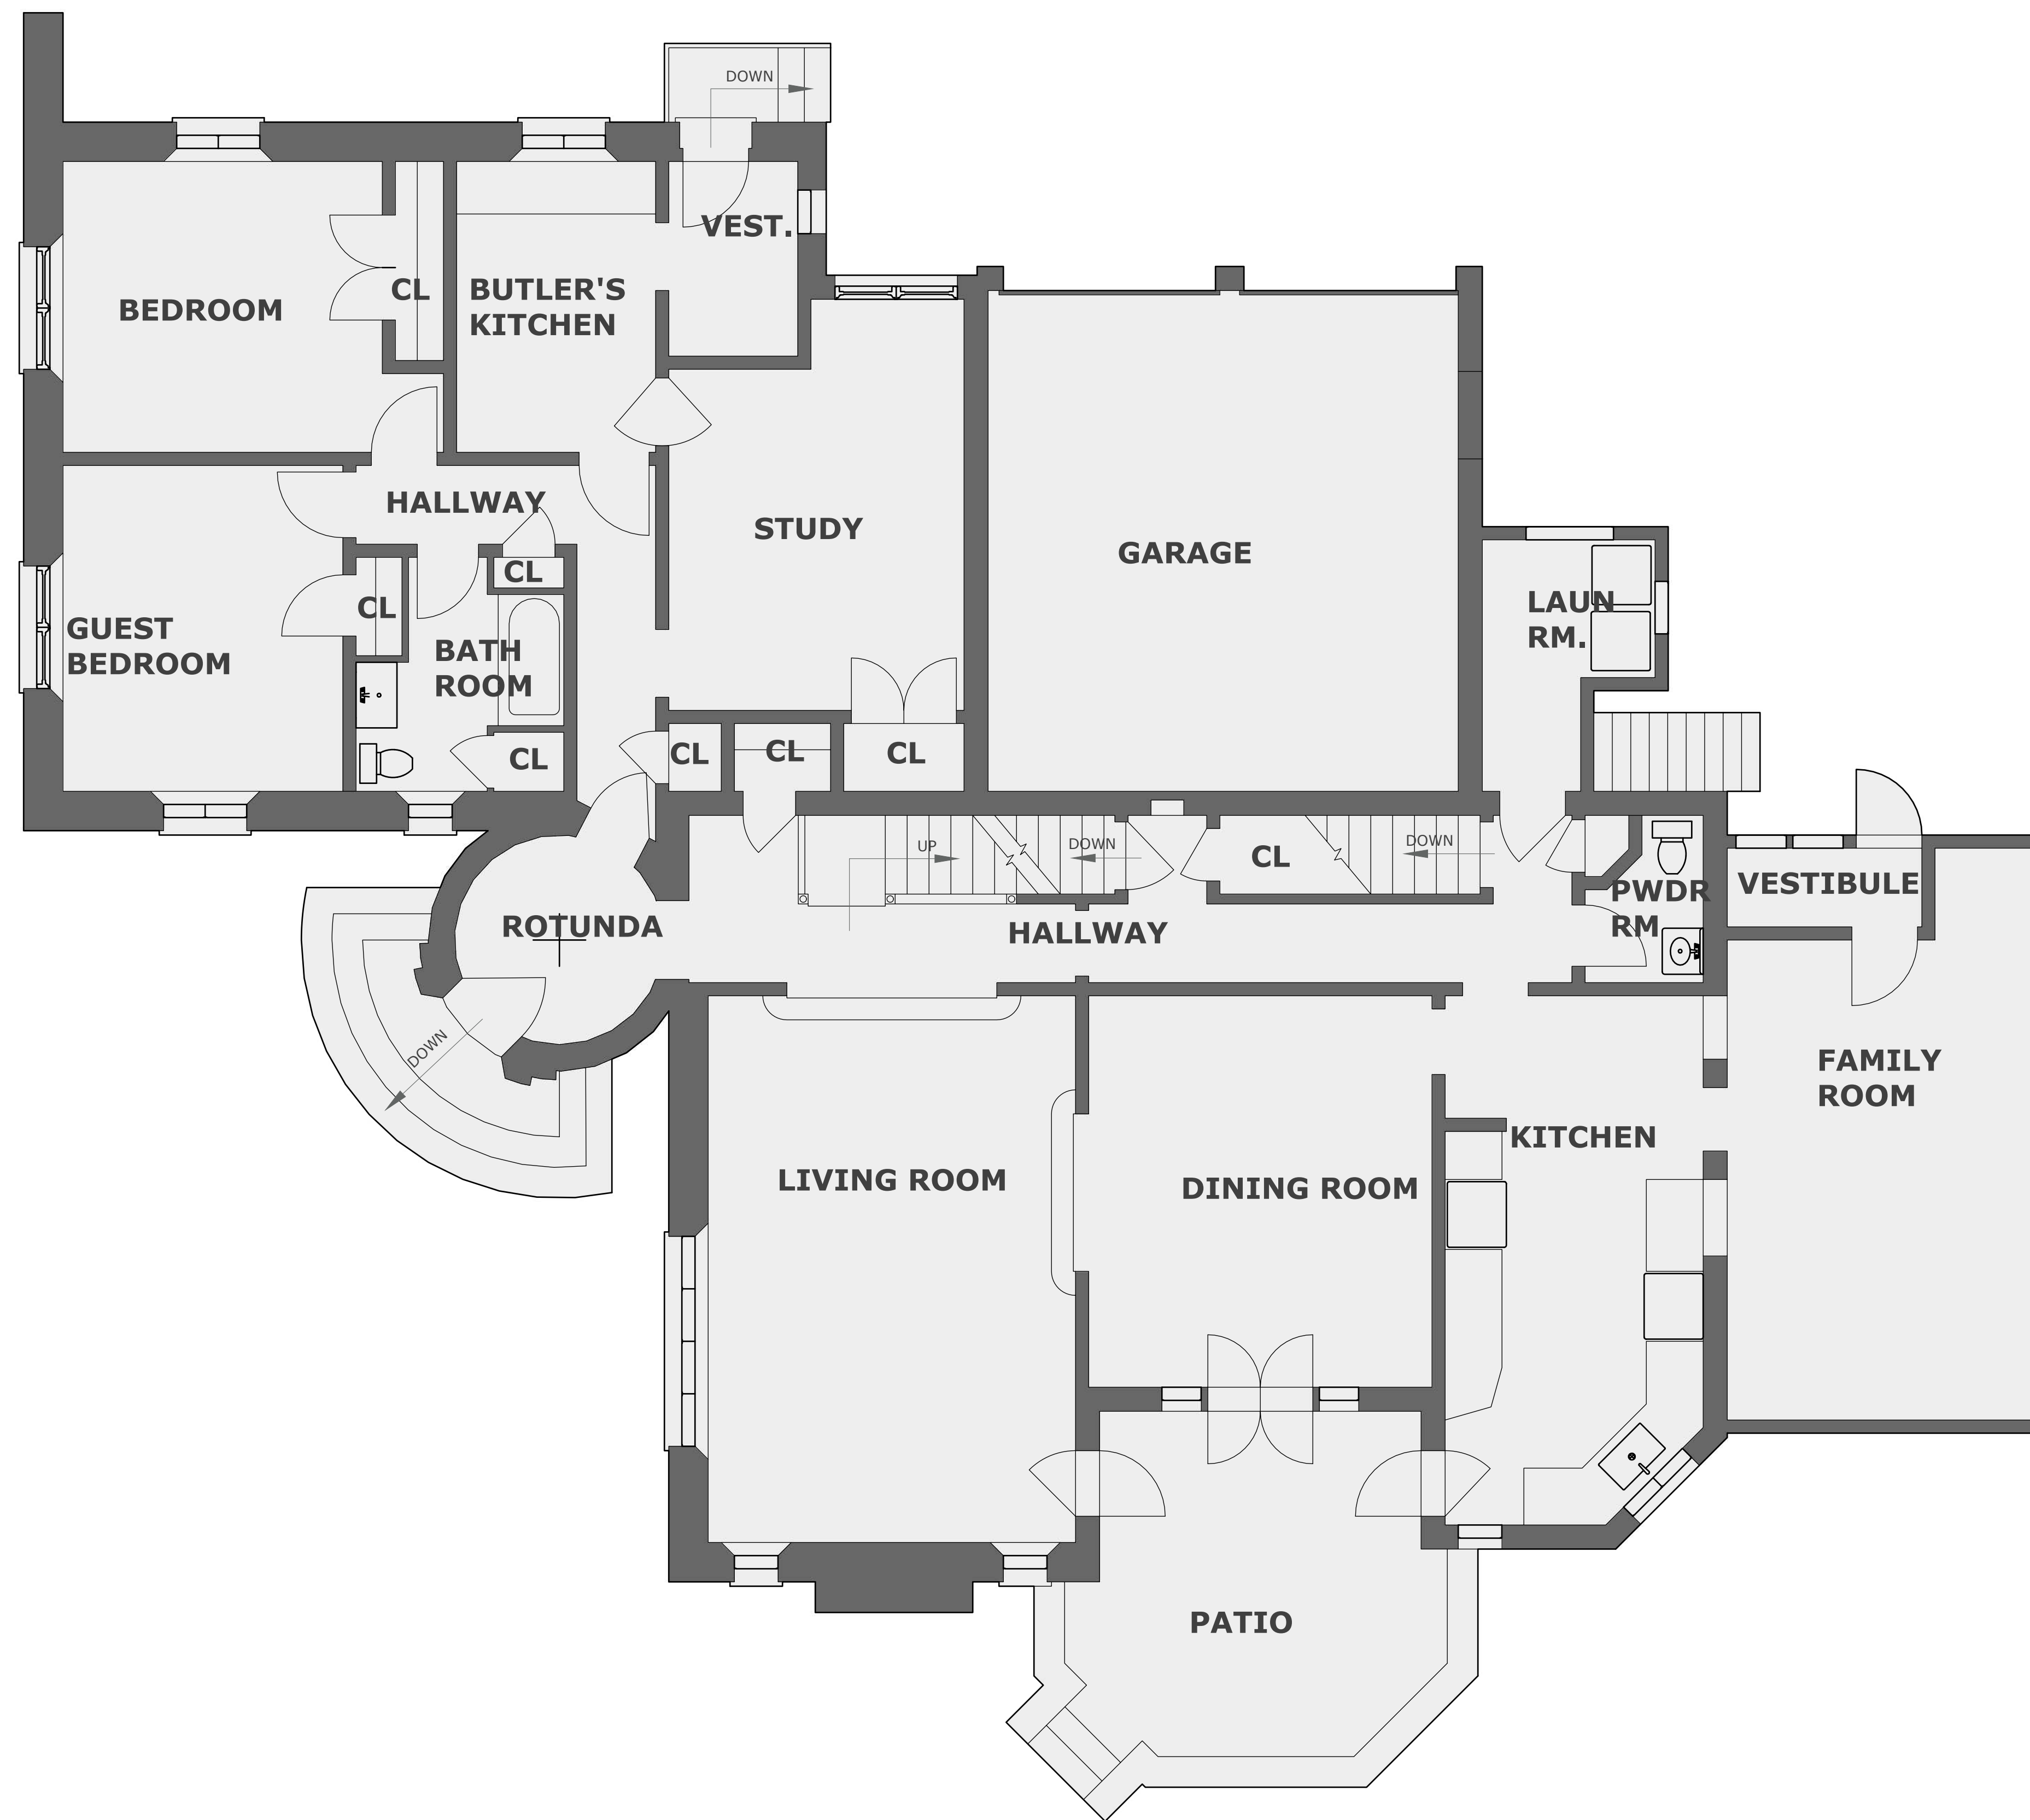 DOWN
VEST.
BEDROOM
CL
BUTLER'S
KITCHEN
HALLWAY
STUDY
GARAGE
CL
CL
GUEST
BEDROOM
BATH
ROOM
LAUN
RM.
CL
CL
CL
CL
UP
DOWN
CL
DOWN
PWDR
RM
VESTIBULE
ROTUNDA
HALLWAY
DOWN
FAMILY
ROOM
KITCHEN
LIVING ROOM
DINING ROOM
PATIO